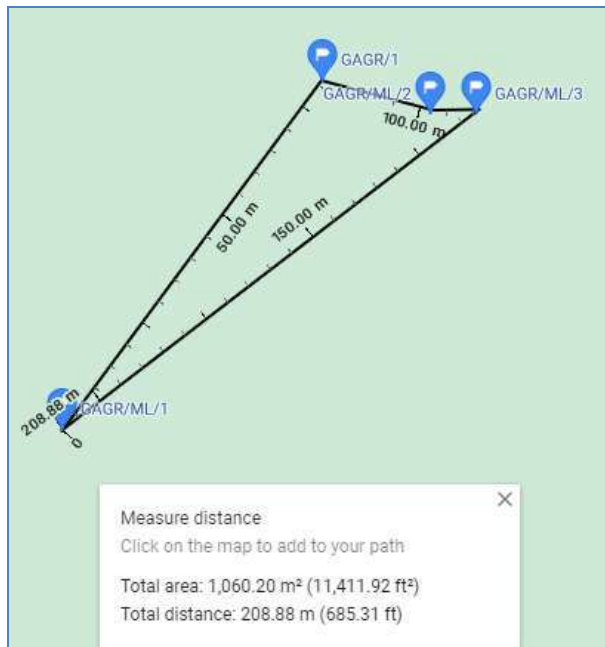 GAGR/1
GAGR/ML/2
GAGR/ML/3
100.00 m
50.00 m
150.00 m
208.88 m
GAGR/ML/1
0
Measure distance
Click on the map to add to your path
Total area: 1,060.20 m² (11,411.92 ft²)
Total distance: 208.88 m (685.31 ft)